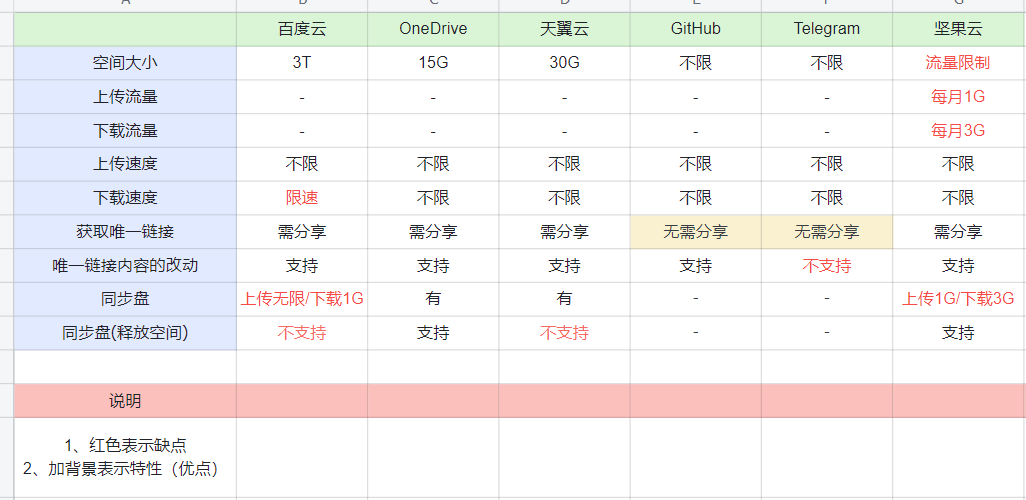 百度云 OneDrive 天翼云 GitHub Telegram 坚果云
空间大小 3T 15G 30G 不限 不限 流量限制
上传流量 - - - - - 每月1G
下载流量 - - - - - 每月3G
上传速度 不限 不限 不限 不限 不限 不限
下载速度 限速 不限 不限 不限 不限 不限
获取唯一链接 需分享 需分享 需分享 无需分享 无需分享 需分享
唯一链接内容的改动 支持 支持 支持 支持 不支持 支持
同步盘 上传无限/下载1G 有 有 - - 上传1G/下载3G
同步盘(释放空间) 不支持 支持 不支持 - - 支持
说明
1、红色表示缺点
2、加背景表示特性（优点）